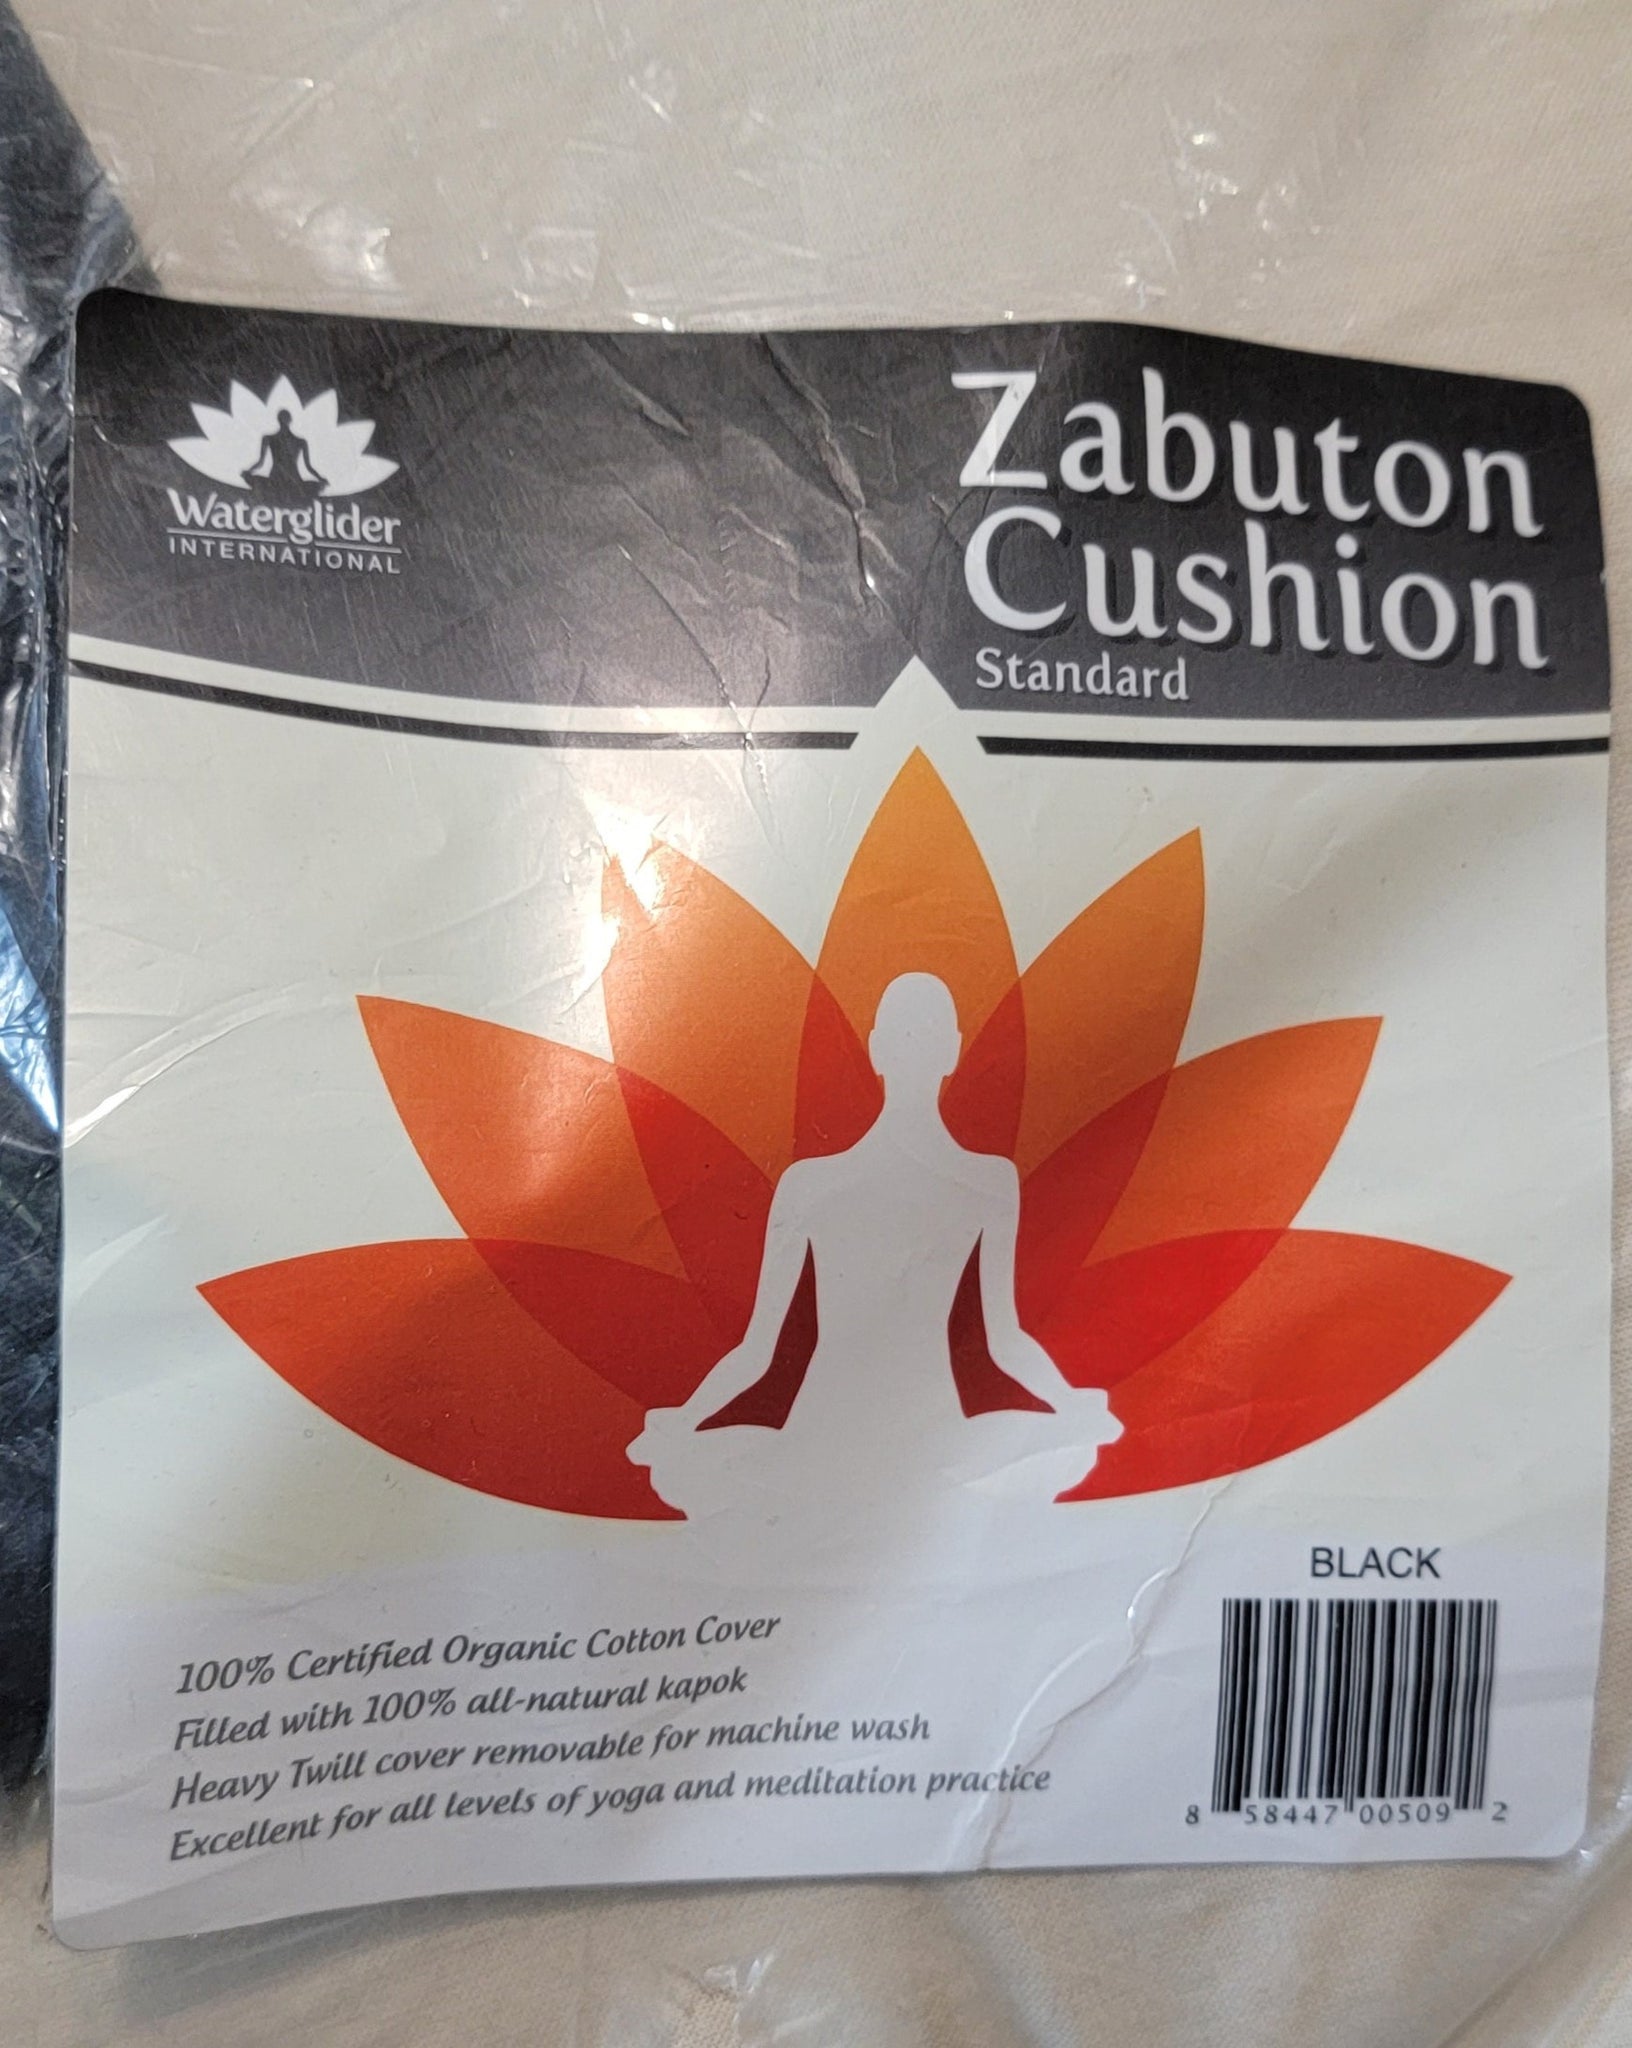 Waterglider
INTERNATIONAL
Zabuton
Cushion
Standard
100% Certified Organic Cotton Cover
Filled with 100% all-natural kapok
Heavy Twill cover removable for machine wash
Excellent for all levels of yoga and meditation practice
BLACK
8 58447 00509 2